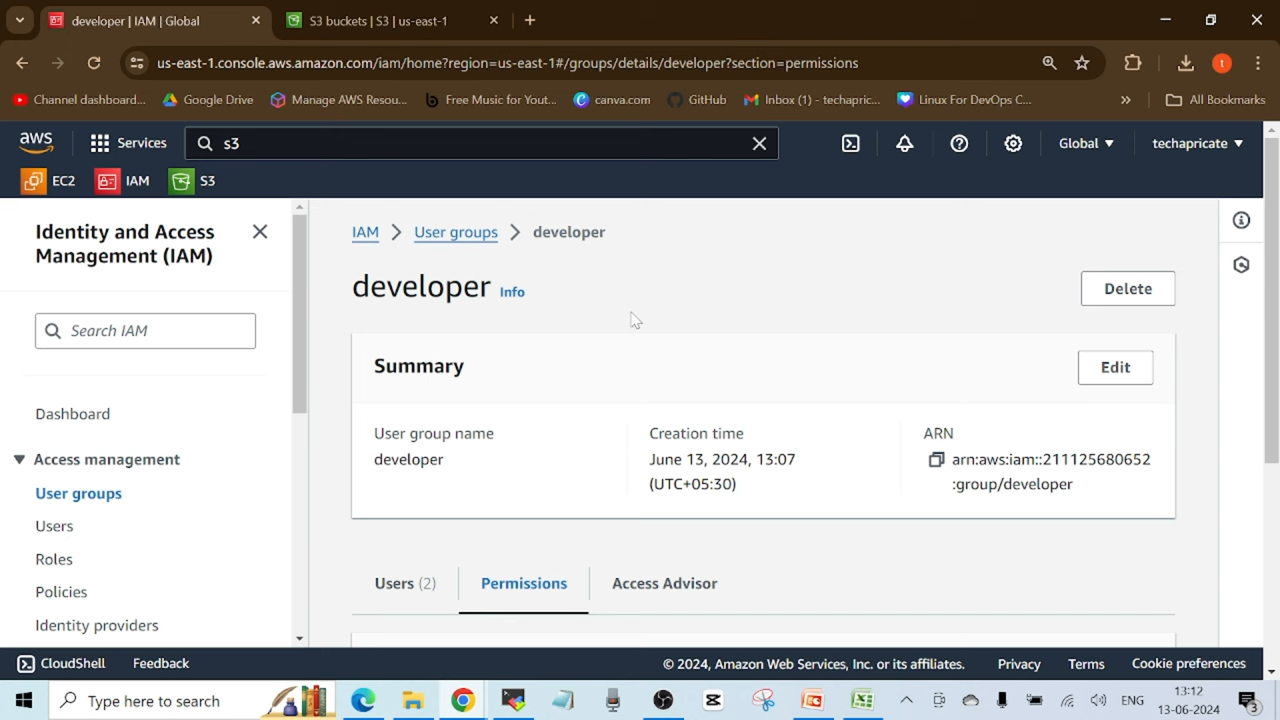 developer | IAM | Global
S3 buckets | S3 | us-east-1
us-east-1.console.aws.amazon.com/iam/home?region=us-east-1#/groups/details/developer?section=permissions
t
Channel dashboard...
Google Drive
Manage AWS Resou...
Free Music for Yout...
canva.com
GitHub
Inbox (1) - techapric...
Linux For DevOps C...
»
All Bookmarks
aws
Services
s3
Global
techapricate
EC2
IAM
S3
Identity and Access
Management (IAM)
Search IAM
Dashboard
Access management
User groups
Users
Roles
Policies
Identity providers
IAM
User groups
developer
developer Info
Delete
Summary
Edit
User group name
developer
Creation time
June 13, 2024, 13:07
(UTC+05:30)
ARN
arn:aws:iam::211125680652
:group/developer
Users (2)
Permissions
Access Advisor
CloudShell
Feedback
© 2024, Amazon Web Services, Inc. or its affiliates.
Privacy
Terms
Cookie preferences
Type here to search
ENG
13:12
13-06-2024
3